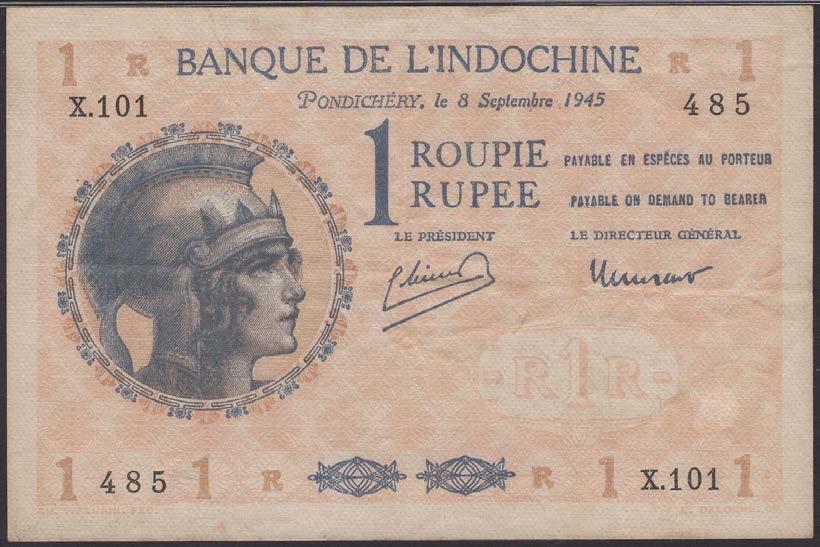 1 R BANQUE DE L'INDOCHINE R 1
X.101 PONDICHÉRY, le 8 Septembre 1945 485
1 ROUPIE PAYABLE EN ESPÈCES AU PORTEUR
RUPEE PAYABLE ON DEMAND TO BEARER
LE PRÉSIDENT LE DIRECTEUR GÉNÉRAL
R1R
1 485 1 R R 1 X.101 1